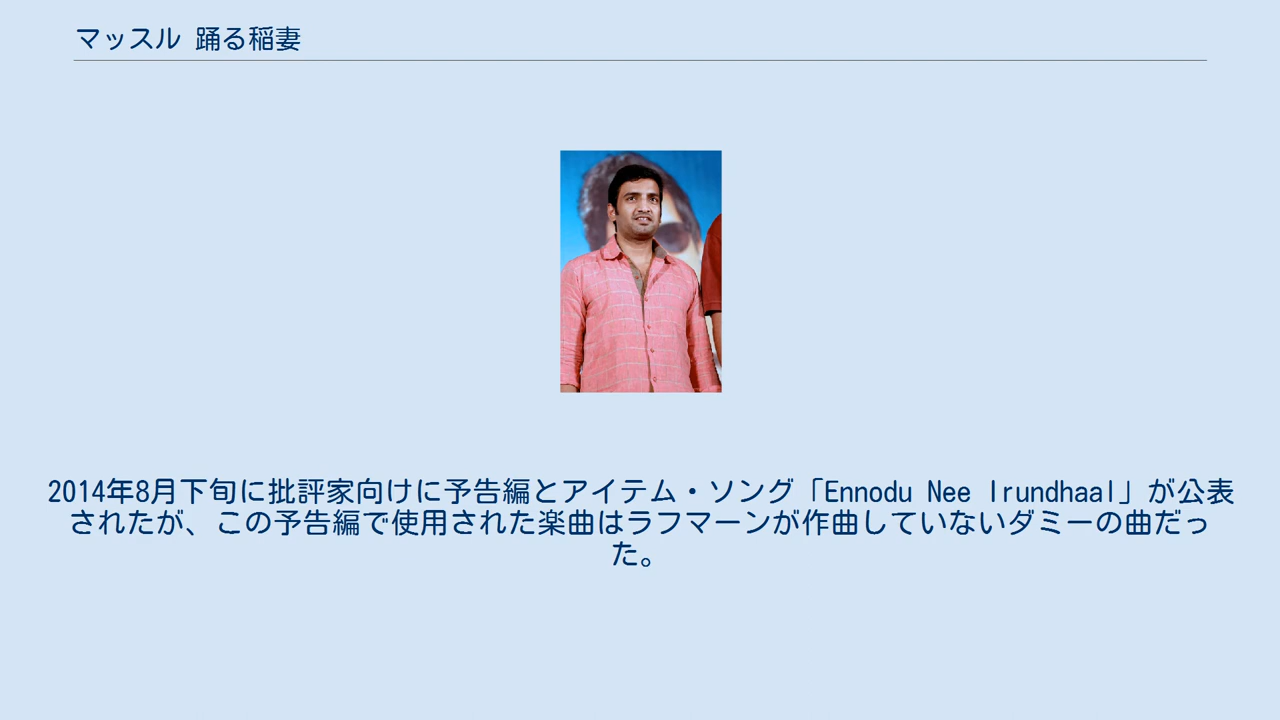 マッスル 踊る稲妻
2014年8月下旬に批評家向けに予告編とアイテム・ソング「Ennodu Nee Irundhaal」が公表
されたが、この予告編で使用された楽曲はラフマーンが作曲していないダミーの曲だっ
た。